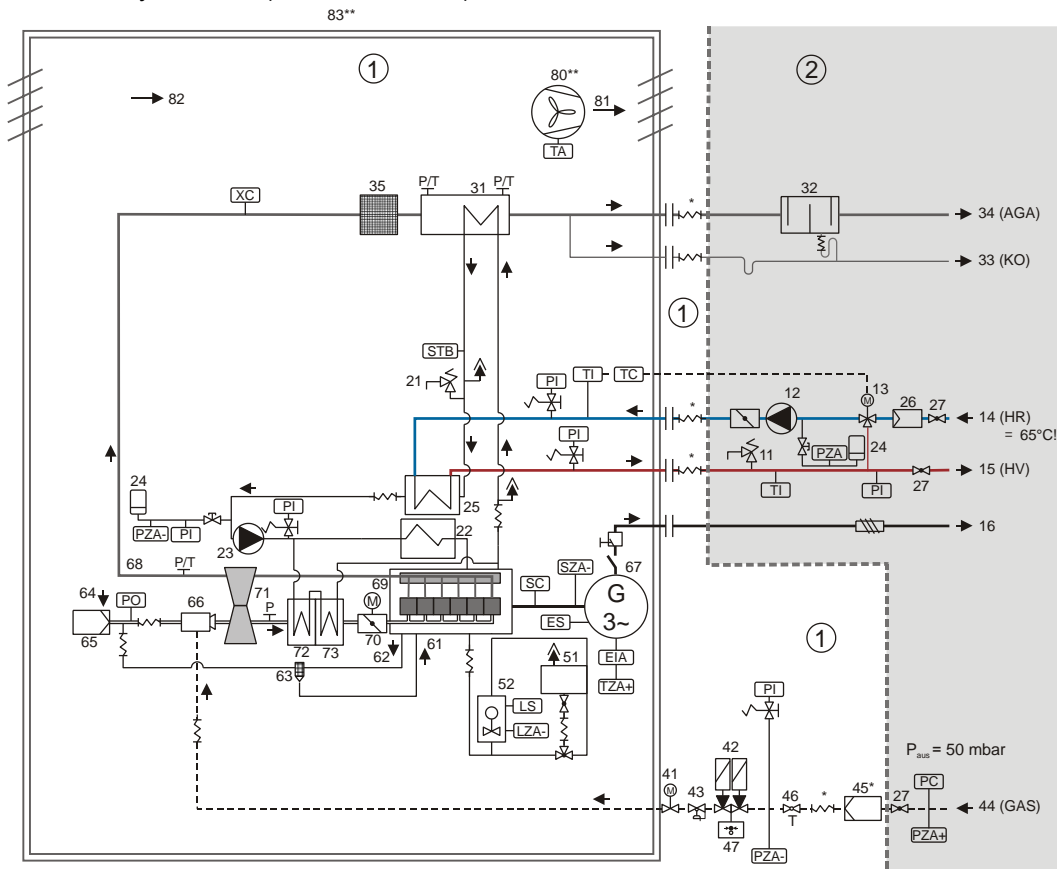 83**
1
2
82
80**
81
TA
XC
35
P/T
31
P/T
32
34 (AGA)
*
33 (KO)
1
STB
21
PI
TI
TC
12
13
M
26
27
14 (HR)
= 65°C!
*
PI
11
PZA
24
*
15 (HV)
TI
PI
27
24
25
PZA-
PI
PI
23
22
16
68
P/T
69
M
SC
SZA-
67
G
3~
64
PO
66
71
P
65
70
ES
72
73
62
61
EIA
1
63
51
TZA+
52
LS
LZA-
PI
P aus = 50 mbar
42
41
M
43
46
*
45*
27
PC
44 (GAS)
47
PZA-
PZA+